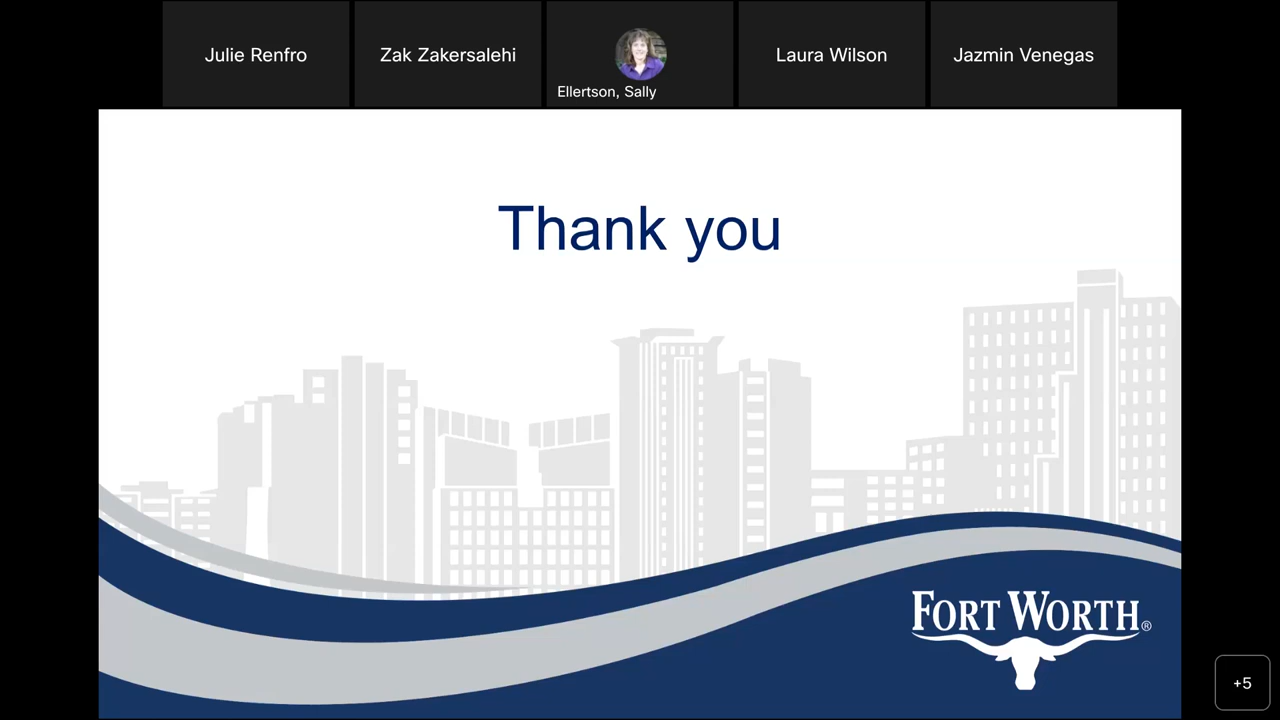 Julie Renfro
Zak Zakersalehi
Ellertson, Sally
Laura Wilson
Jazmin Venegas
Thank you
FORT WORTH®
+5